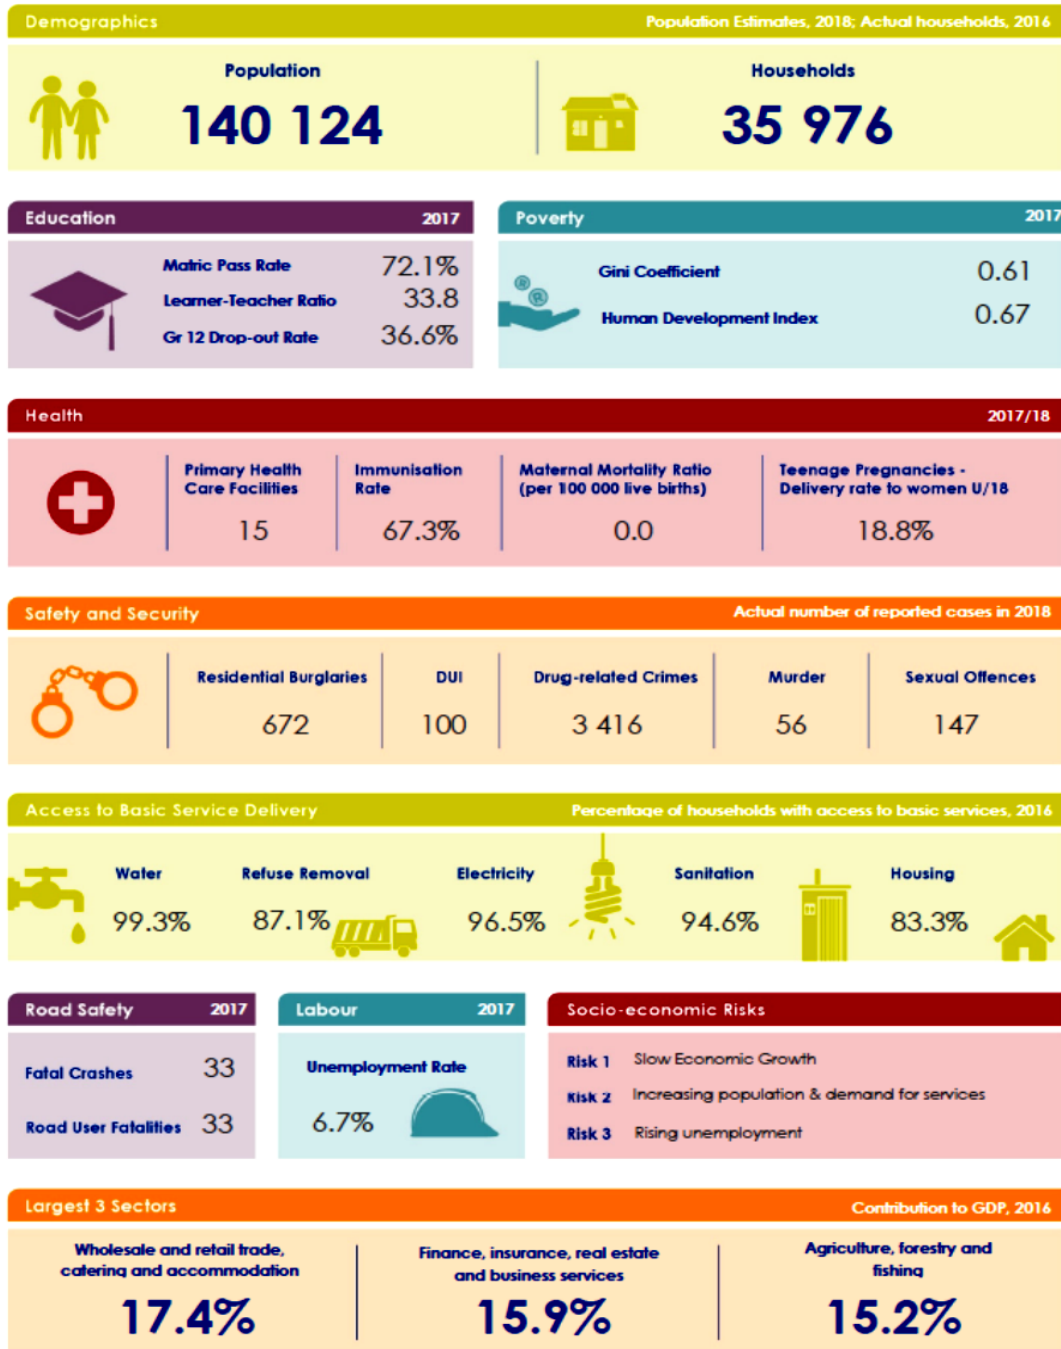 Demographics
Population Estimates, 2018; Actual households, 2016
Population
140 124
Households
35 976
Education 2017
Matric Pass Rate 72.1%
Learner-Teacher Ratio 33.8
Gr 12 Drop-out Rate 36.6%
Poverty 2017
Gini Coefficient 0.61
Human Development Index 0.67
Health 2017/18
Primary Health
Care Facilities
15
Immunisation
Rate
67.3%
Maternal Mortality Ratio
(per 100 000 live births)
0.0
Teenage Pregnancies -
Delivery rate to women U/18
18.8%
Safety and Security
Actual number of reported cases in 2018
Residential Burglaries
672
DUI
100
Drug-related Crimes
3 416
Murder
56
Sexual Offences
147
Access to Basic Service Delivery
Percentage of households with access to basic services, 2016
Water
99.3%
Refuse Removal
87.1%
Electricity
96.5%
Sanitation
94.6%
Housing
83.3%
Road Safety 2017
Fatal Crashes 33
Road User Fatalities 33
Labour 2017
Unemployment Rate
6.7%
Socio-economic Risks
Risk 1 Slow Economic Growth
Risk 2 Increasing population & demand for services
Risk 3 Rising unemployment
Largest 3 Sectors
Contribution to GDP, 2016
Wholesale and retail trade,
catering and accommodation
17.4%
Finance, insurance, real estate
and business services
15.9%
Agriculture, forestry and
fishing
15.2%